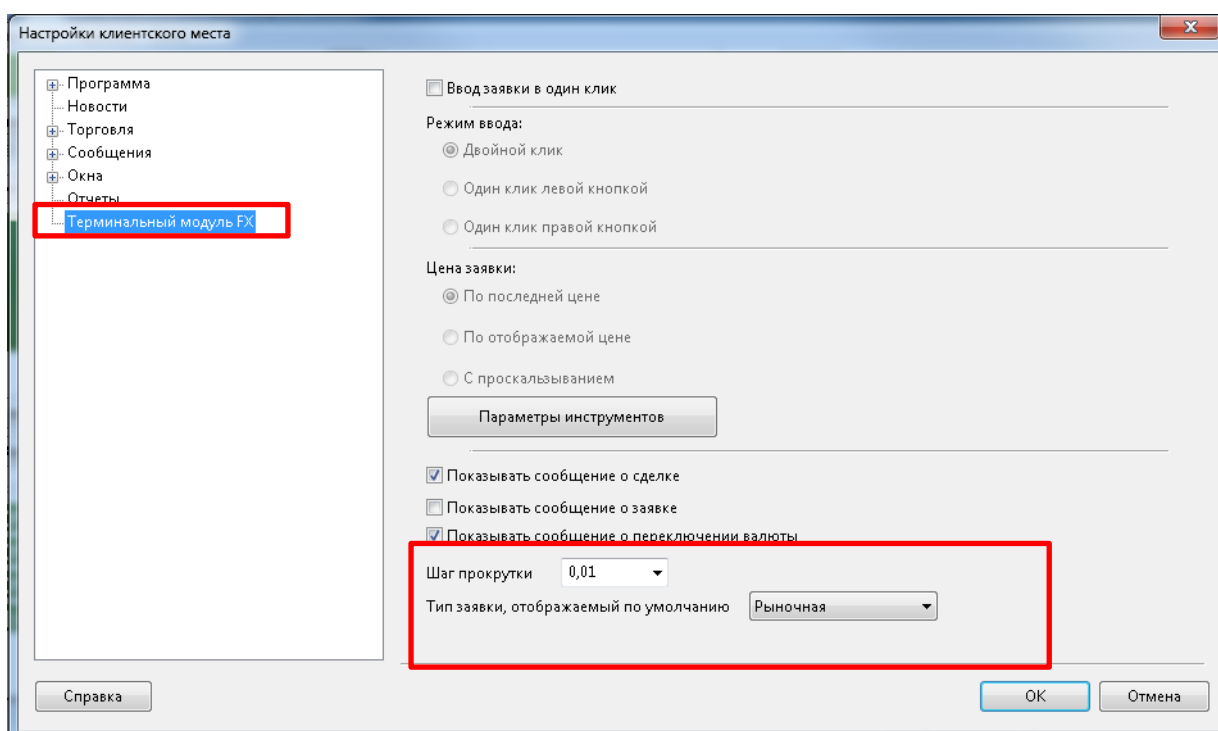 Настройки клиентского места
Программа
Новости
Торговля
Сообщения
Окна
Отчеты
Терминальный модуль FX
Ввод заявки в один клик
Режим ввода:
Двойной клик
Один клик левой кнопкой
Один клик правой кнопкой
Цена заявки:
По последней цене
По отображаемой цене
С проскальзыванием
Параметры инструментов
Показывать сообщение о сделке
Показывать сообщение о заявке
Показывать сообщение о переключении валюты
Шаг прокрутки 0,01
Тип заявки, отображаемый по умолчанию Рыночная
Справка OK Отмена